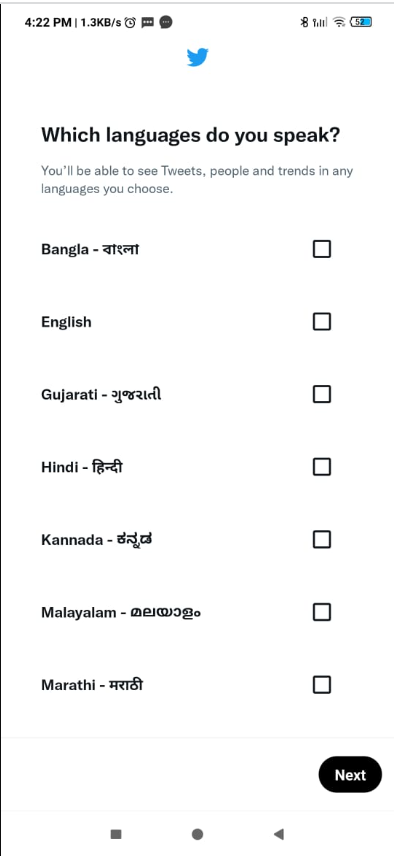 4:22 PM | 1.3KB/s
52
Which languages do you speak?
You'll be able to see Tweets, people and trends in any
languages you choose.
Bangla - বাংলা
English
Gujarati - ગુજરાતી
Hindi - हिन्दी
Kannada - ಕನ್ನಡ
Malayalam - മലയാളം
Marathi - मराठी
Next